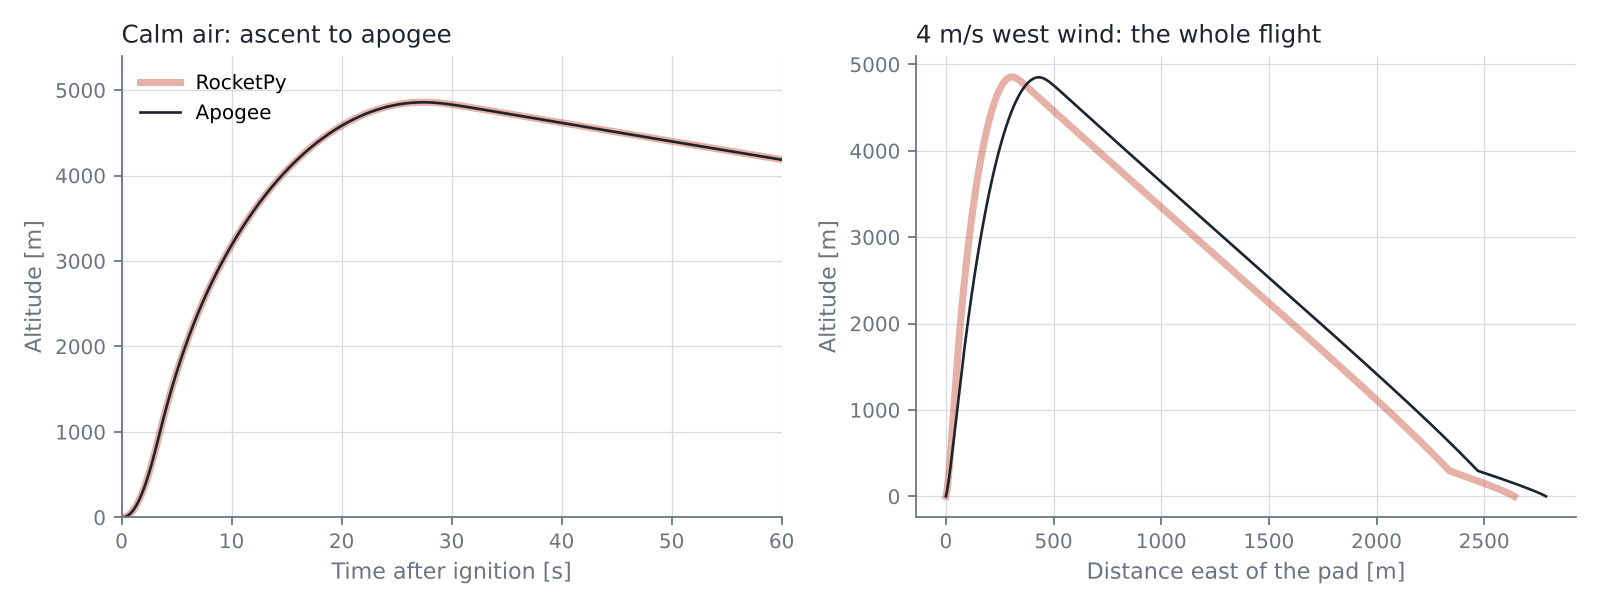 Calm air: ascent to apogee
RocketPy
Apogee
5000
4000
3000
2000
1000
0
Altitude [m]
0 10 20 30 40 50 60
Time after ignition [s]
4 m/s west wind: the whole flight
5000
4000
3000
2000
1000
0
Altitude [m]
0 500 1000 1500 2000 2500
Distance east of the pad [m]